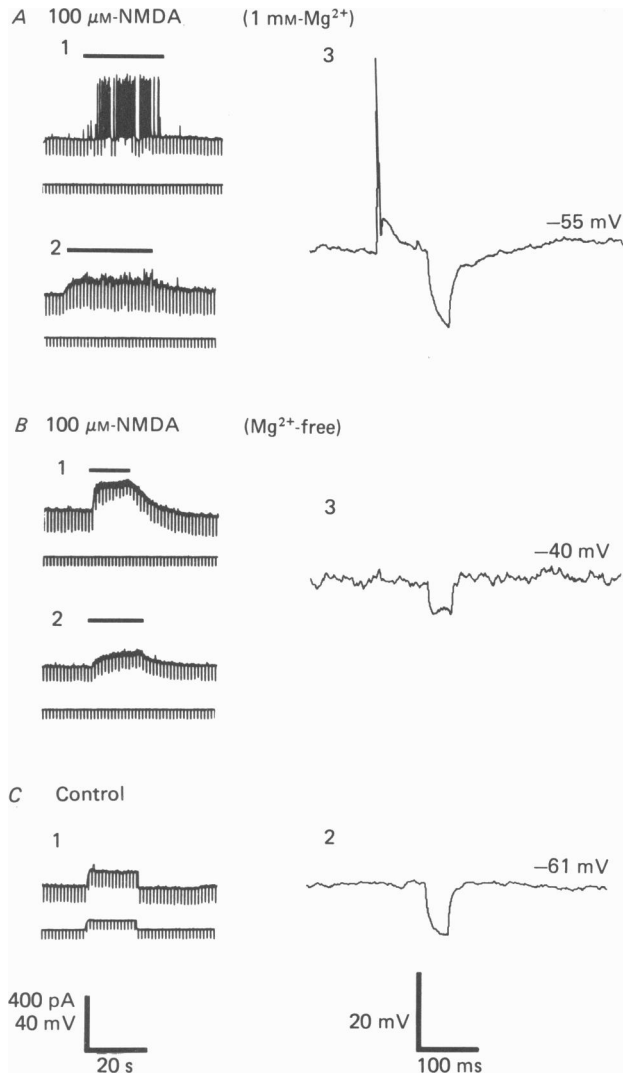 A 100 μM-NMDA (1 mM-Mg²⁺)
1
3
−55 mV
2
B 100 μM-NMDA (Mg²⁺-free)
1
3
−40 mV
2
C Control
1
2
−61 mV
400 pA
40 mV
20 s
20 mV
100 ms